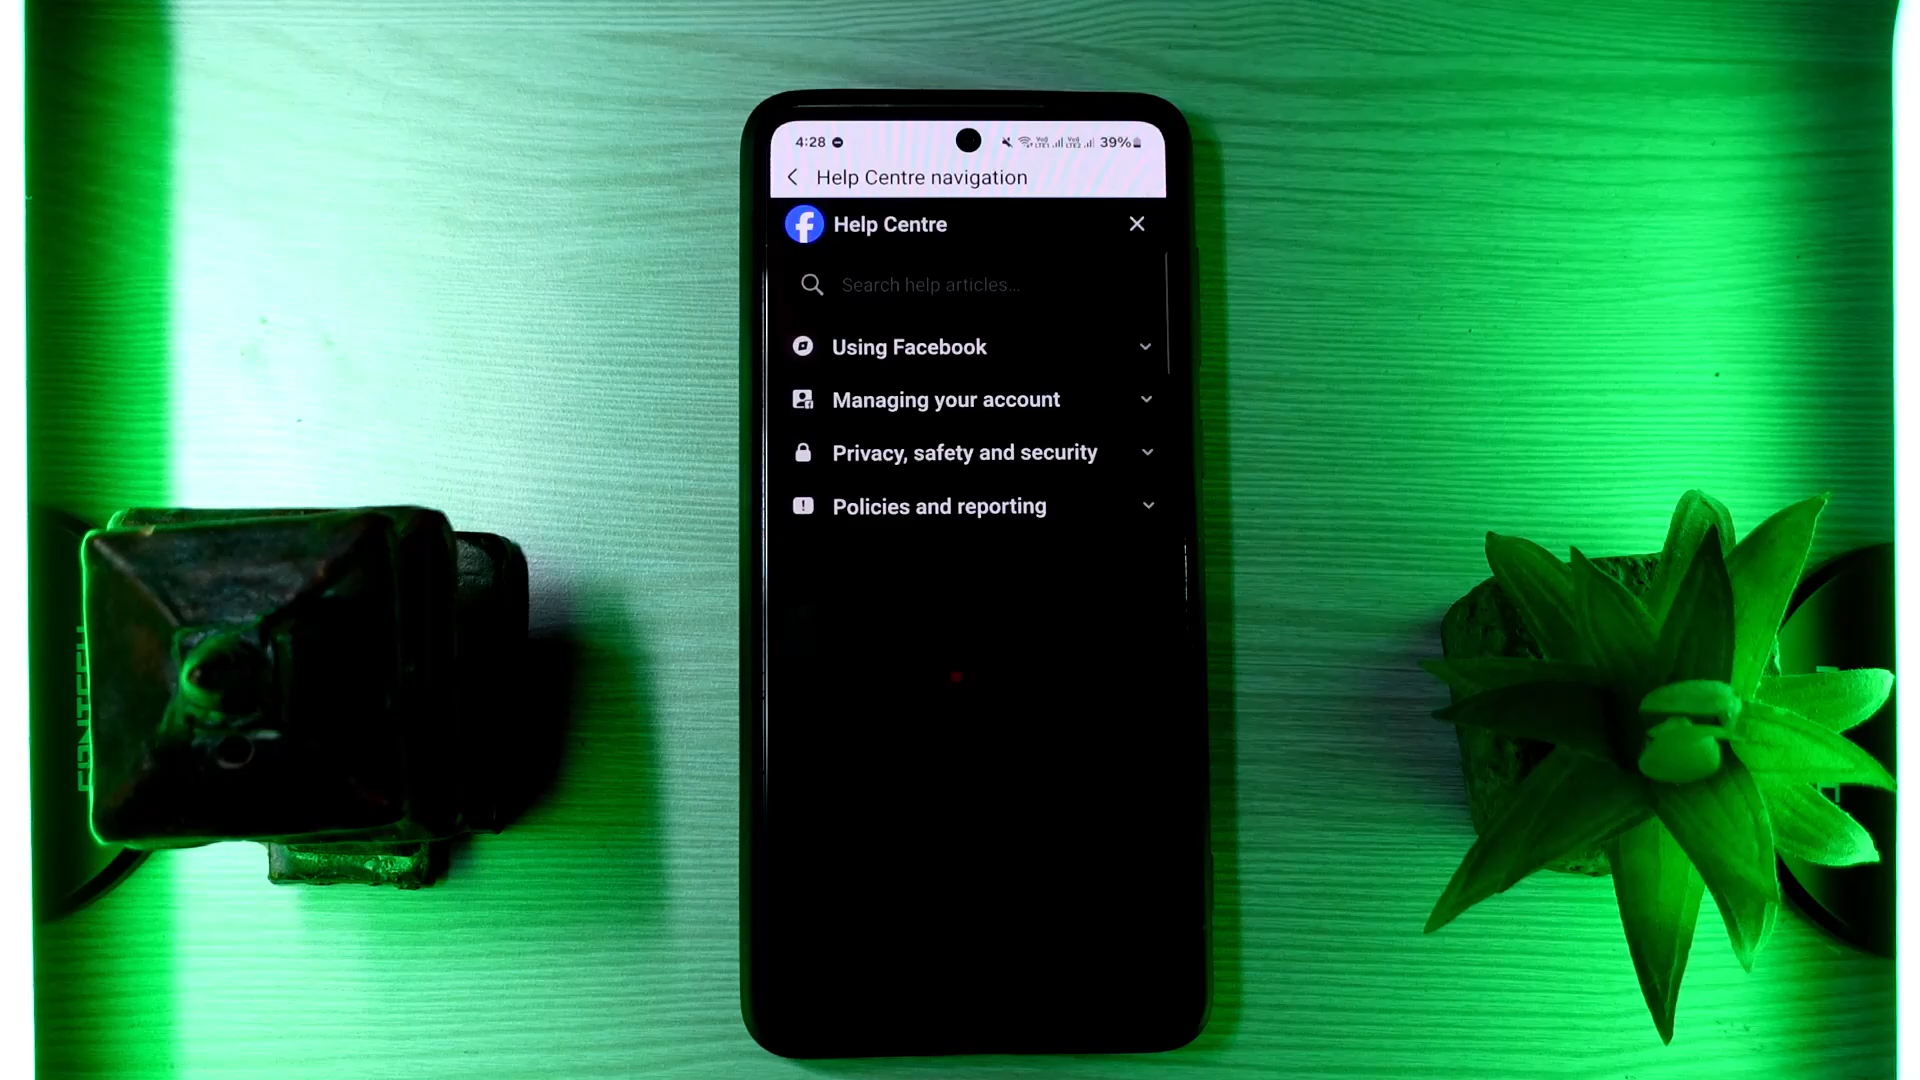 4:28
39%
Help Centre navigation
Help Centre
Search help articles...
Using Facebook
Managing your account
Privacy, safety and security
Policies and reporting